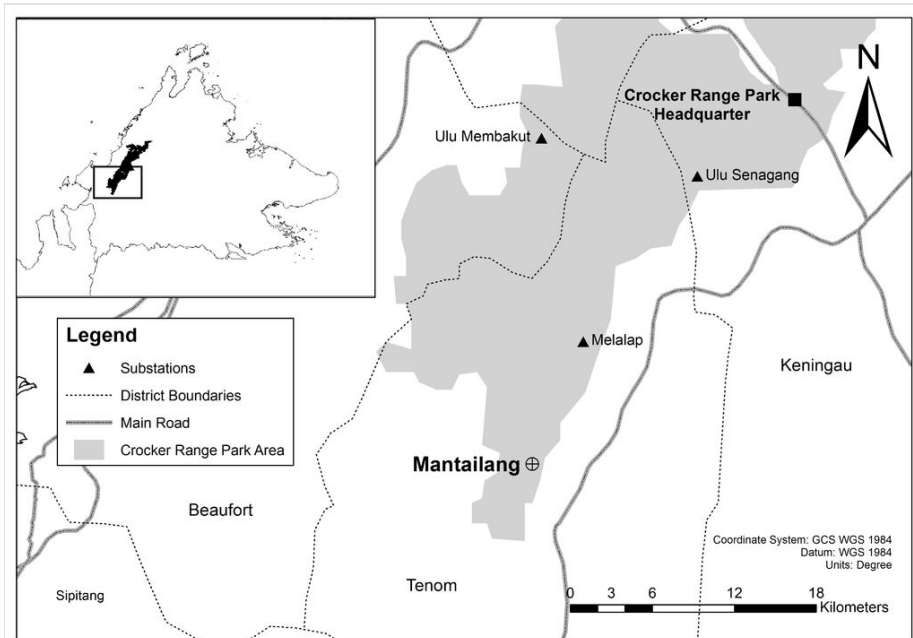 N
Crocker Range Park
Headquarter
Ulu Membakut
Ulu Senagang
Legend
Substations
District Boundaries
Main Road
Crocker Range Park Area
Melalap
Keningau
Mantailang
Beaufort
Coordinate System: GCS WGS 1984
Datum: WGS 1984
Units: Degree
Tenom
Sipitang
0 3 6 12 18
Kilometers